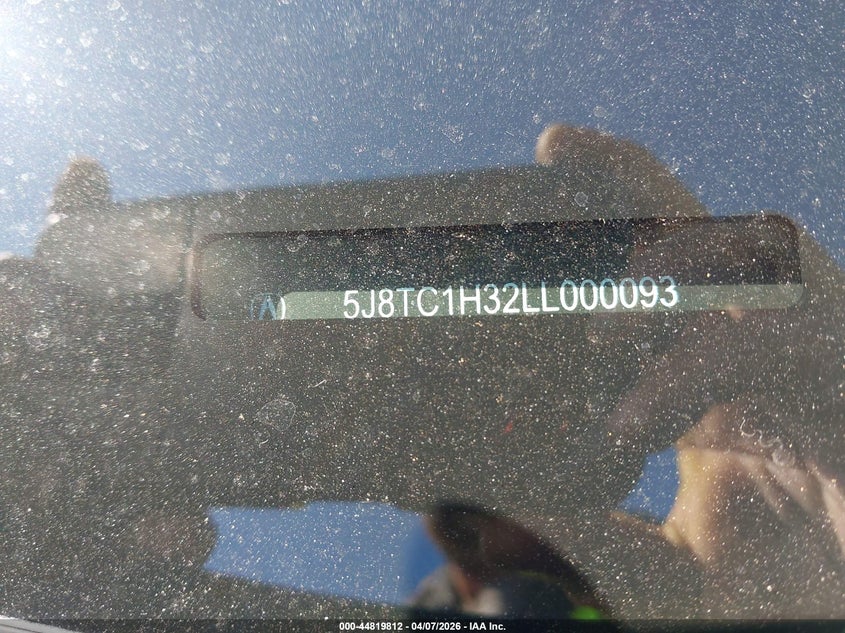 5J8TC1H32LL000093
000-44819812 - 04/07/2026 - IAA Inc.